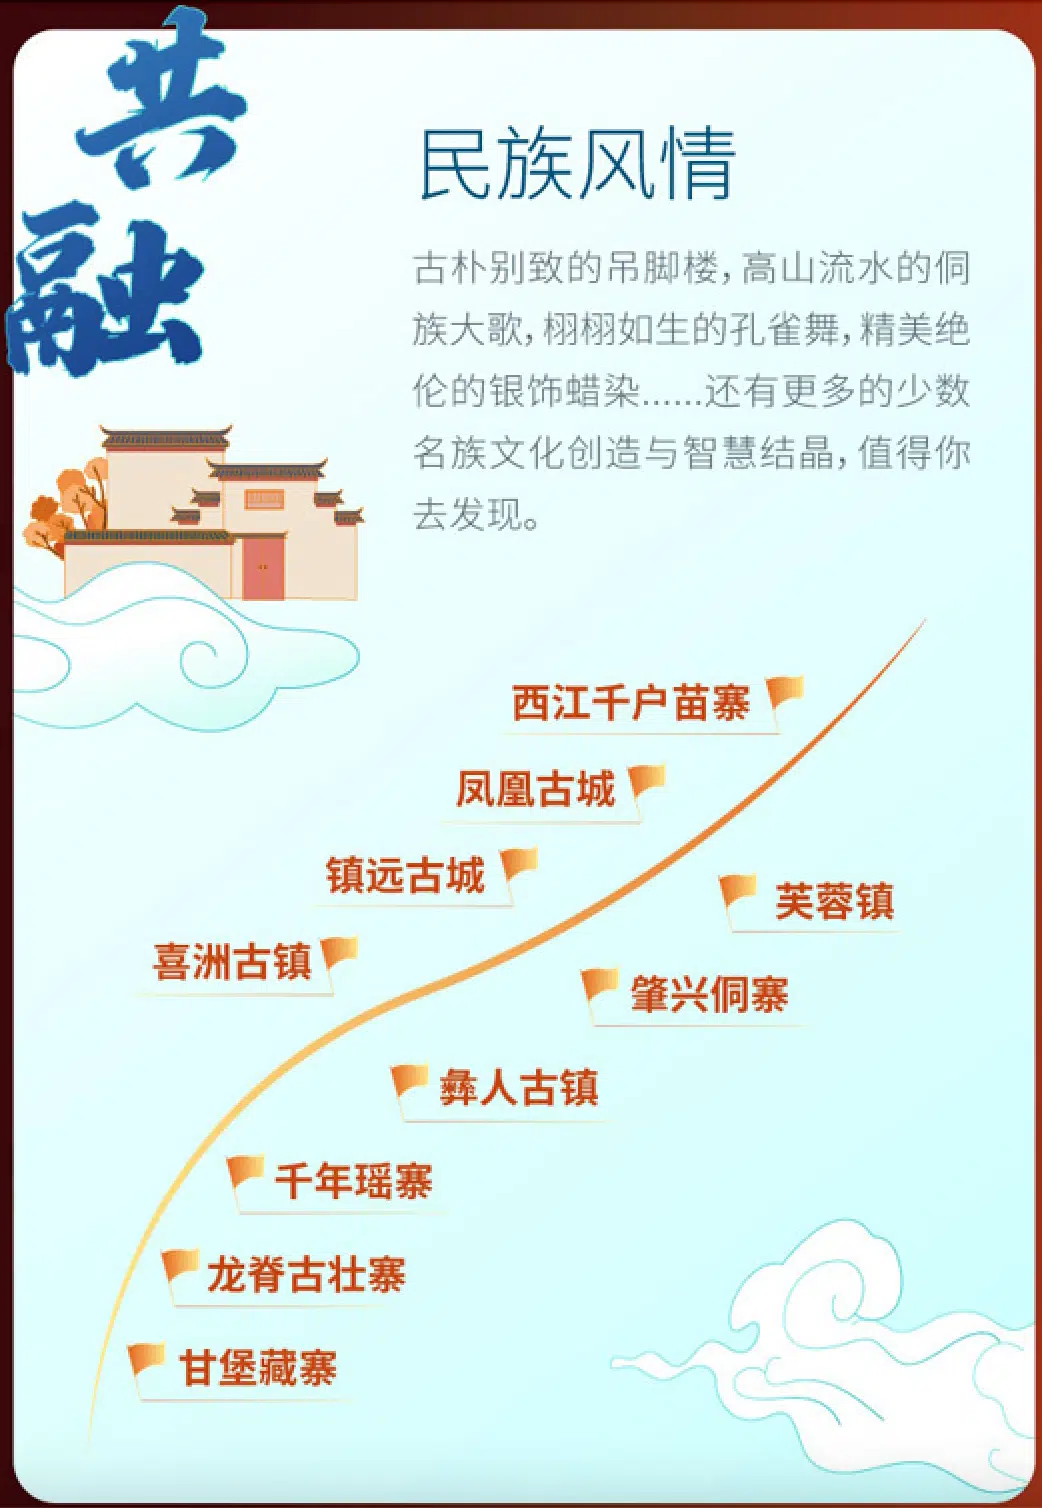 共
融
民族风情
古朴别致的吊脚楼，高山流水的侗
族大歌，栩栩如生的孔雀舞，精美绝
伦的银饰蜡染……还有更多的少数
名族文化创造与智慧结晶，值得你
去发现。
西江千户苗寨
凤凰古城
镇远古城
芙蓉镇
喜洲古镇
肇兴侗寨
彝人古镇
千年瑶寨
龙脊古壮寨
甘堡藏寨